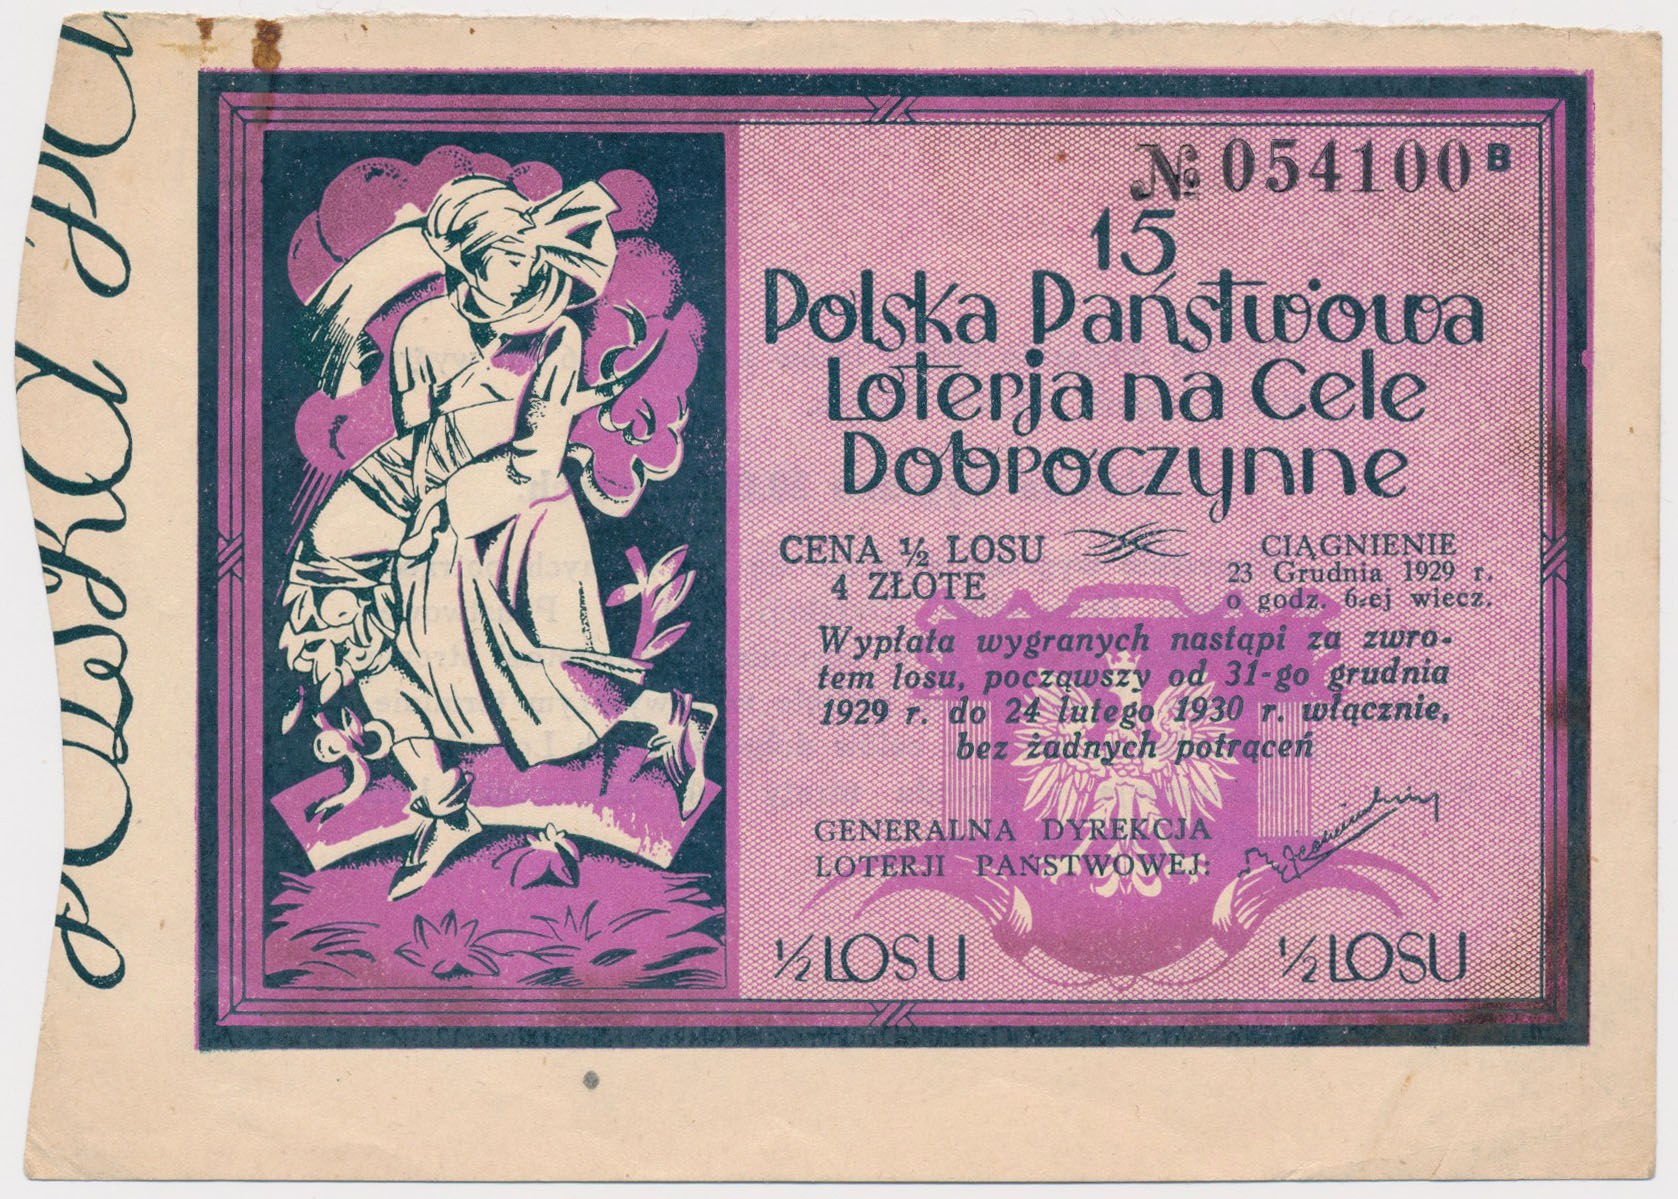 № 054100 B
15
Polska Państwowa
Loterja na Cele
Dobroczynne
CENA ½ LOSU
4 ZŁOTE
CIĄGNIENIE
23 Grudnia 1929 r.
o godz. 6-ej wiecz.
Wypłata wygranych nastąpi za zwro-
tem losu, począwszy od 31-go grudnia
1929 r. do 24 lutego 1930 r. włącznie,
bez żadnych potrąceń
GENERALNA DYREKCJA
LOTERJI PAŃSTWOWEJ:
½ LOSU
½ LOSU